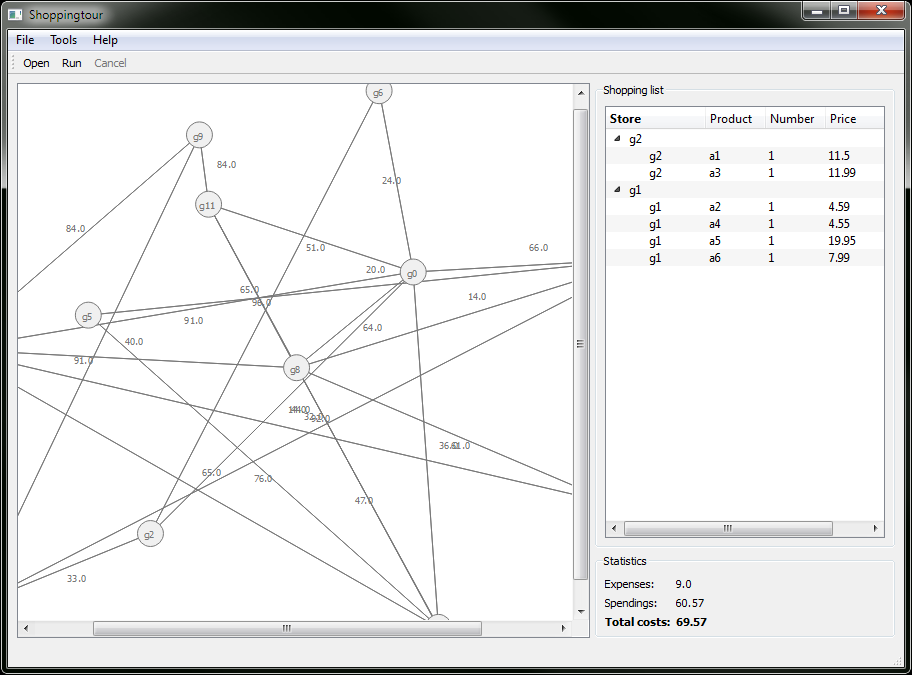 Shoppingtour
File Tools Help
Open Run Cancel
g6
g9
84.0
24.0
g11
84.0
51.0
66.0
20.0
g0
65.0
98.0
14.0
g5
91.0
64.0
40.0
91.0
g8
36.0
61.0
65.0
76.0
47.0
g2
33.0
Shopping list
Store Product Number Price
g2
g2 a1 1 11.5
g2 a3 1 11.99
g1
g1 a2 1 4.59
g1 a4 1 4.55
g1 a5 1 19.95
g1 a6 1 7.99
Statistics
Expenses: 9.0
Spendings: 60.57
Total costs: 69.57